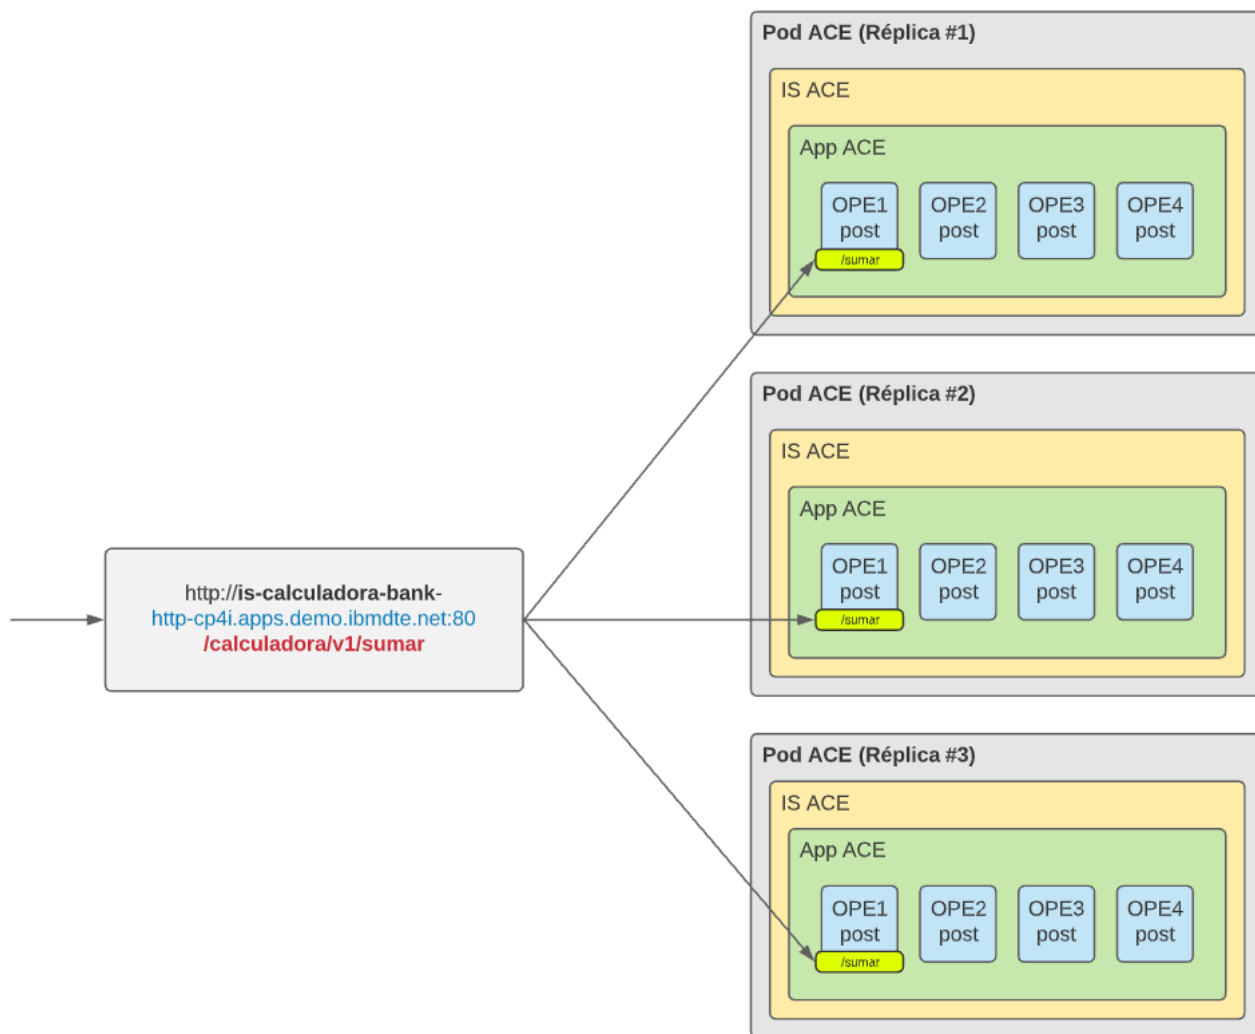 Pod ACE (Réplica #1)
IS ACE
App ACE
OPE1 OPE2 OPE3 OPE4
post post post post
/sumar
Pod ACE (Réplica #2)
IS ACE
App ACE
OPE1 OPE2 OPE3 OPE4
post post post post
/sumar
http://is-calculadora-bank-
http-cp4i.apps.demo.ibmdte.net:80
/calculadora/v1/sumar
Pod ACE (Réplica #3)
IS ACE
App ACE
OPE1 OPE2 OPE3 OPE4
post post post post
/sumar